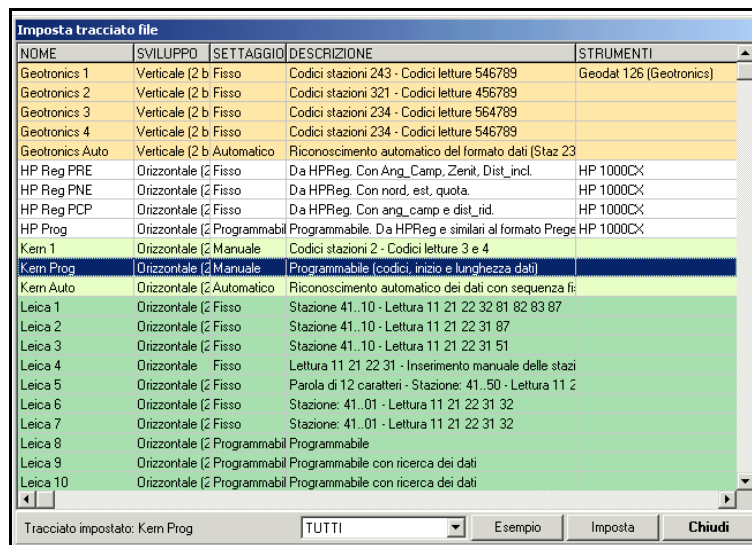 Imposta tracciato file
NOME SVILUPPO SETTAGGIO DESCRIZIONE STRUMENTI
Geotronics 1 Verticale (2 b Fisso Codici stazioni 243 - Codici letture 546789 Geodat 126 (Geotronics)
Geotronics 2 Verticale (2 b Fisso Codici stazioni 321 - Codici letture 456789
Geotronics 3 Verticale (2 b Fisso Codici stazioni 234 - Codici letture 564789
Geotronics 4 Verticale (2 b Fisso Codici stazioni 234 - Codici letture 546789
Geotronics Auto Verticale (2 b Automatico Riconoscimento automatico del formato dati (Staz 23
HP Reg PRE Orizzontale (2 Fisso Da HPReg. Con Ang_Camp, Zenit, Dist_incl. HP 1000CX
HP Reg PNE Orizzontale (2 Fisso Da HPReg. Con nord, est, quota. HP 1000CX
HP Reg PCP Orizzontale (2 Fisso Da HPReg. Con ang_camp e dist_rid. HP 1000CX
HP Prog Orizzontale (2 Programmabil Programmabile. Da HPReg e similari al formato Prege HP 1000CX
Kern 1 Orizzontale (2 Manuale Codici stazioni 2 - Codici letture 3 e 4
Kern Prog Orizzontale (2 Manuale Programmabile (codici, inizio e lunghezza dati)
Kern Auto Orizzontale (2 Automatico Riconoscimento automatico dei dati con sequenza fi
Leica 1 Orizzontale (2 Fisso Stazione 41..10 - Lettura 11 21 22 32 81 82 83 87
Leica 2 Orizzontale (2 Fisso Stazione 41..10 - Lettura 11 21 22 31 87
Leica 3 Orizzontale (2 Fisso Stazione 41..10 - Lettura 11 21 22 31 51
Leica 4 Orizzontale Fisso Lettura 11 21 22 31 - Inserimento manuale delle stazi
Leica 5 Orizzontale (2 Fisso Parola di 12 caratteri - Stazione: 41..50 - Lettura 11 2
Leica 6 Orizzontale (2 Fisso Stazione: 41..01 - Lettura 11 21 22 31 32
Leica 7 Orizzontale (2 Fisso Stazione: 41..01 - Lettura 11 21 22 31 32
Leica 8 Orizzontale (2 Programmabil Programmabile
Leica 9 Orizzontale (2 Programmabil Programmabile con ricerca dei dati
Leica 10 Orizzontale (2 Programmabil Programmabile con ricerca dei dati
Tracciato impostato: Kern Prog TUTTI Esempio Imposta Chiudi